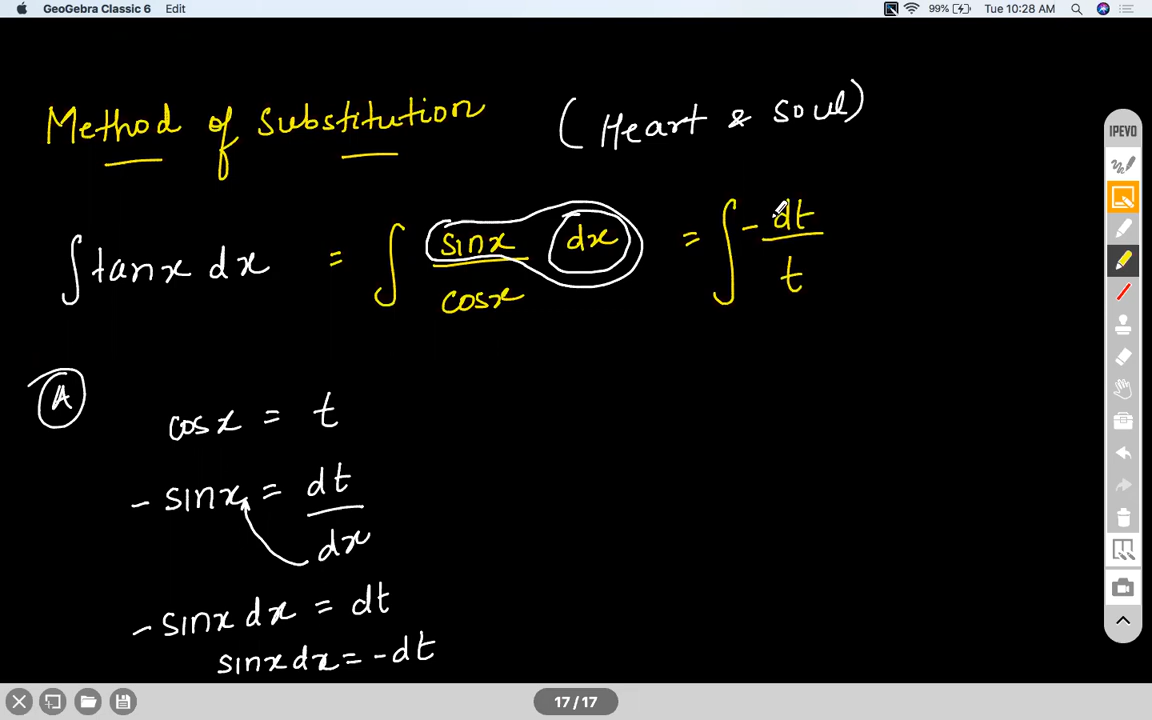 GeoGebra Classic 6 Edit 99% Tue 10:28 AM
Method of Substitution (Heart & Soul)
IPEVO
∫tanx dx = ∫ sinx dx / cosx = ∫ -dt / t
A
cosx = t
-sinx = dt / dx
-sinx dx = dt
sinx dx = -dt
17 / 17